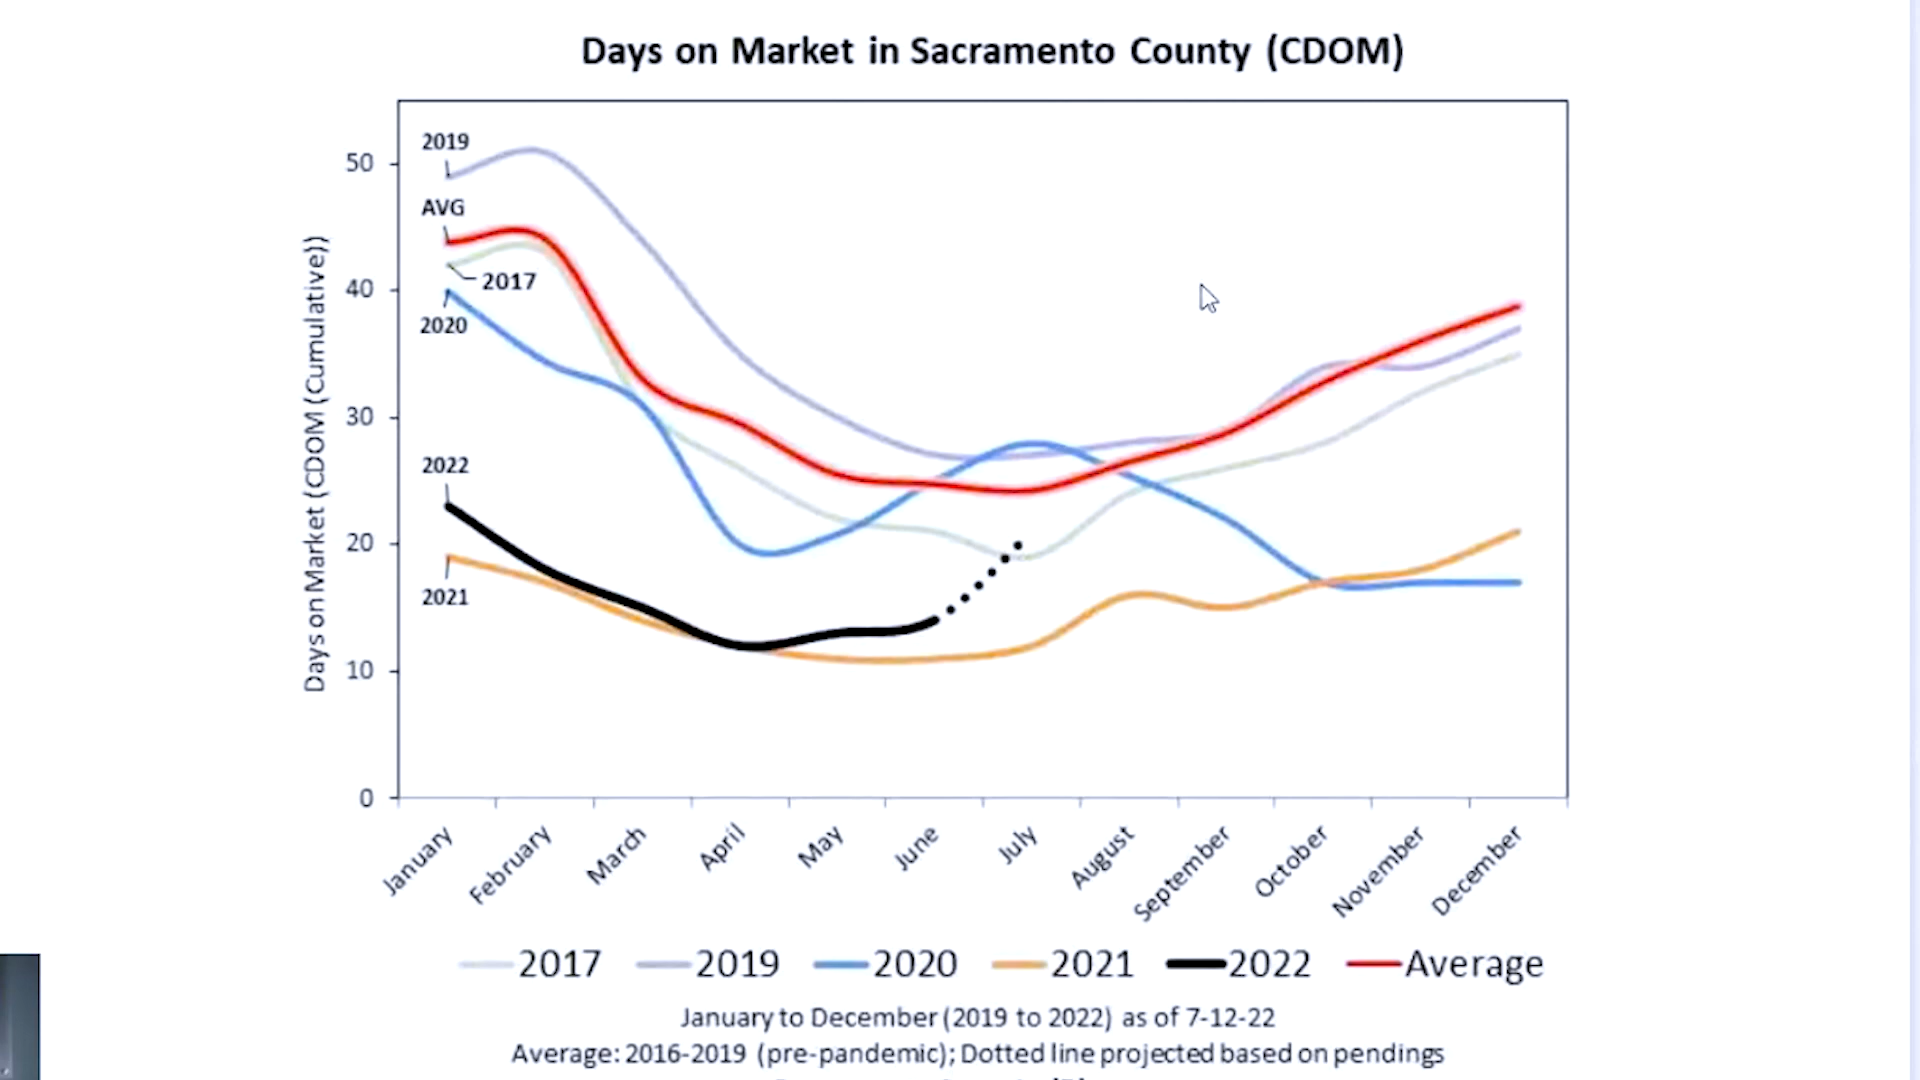 Days on Market in Sacramento County (CDOM)
Days on Market (CDOM (Cumulative))
50
40
30
20
10
0
2019
AVG
2017
2020
2022
2021
January
February
March
April
May
June
July
August
September
October
November
December
2017
2019
2020
2021
2022
Average
January to December (2019 to 2022) as of 7-12-22
Average: 2016-2019 (pre-pandemic); Dotted line projected based on pendings